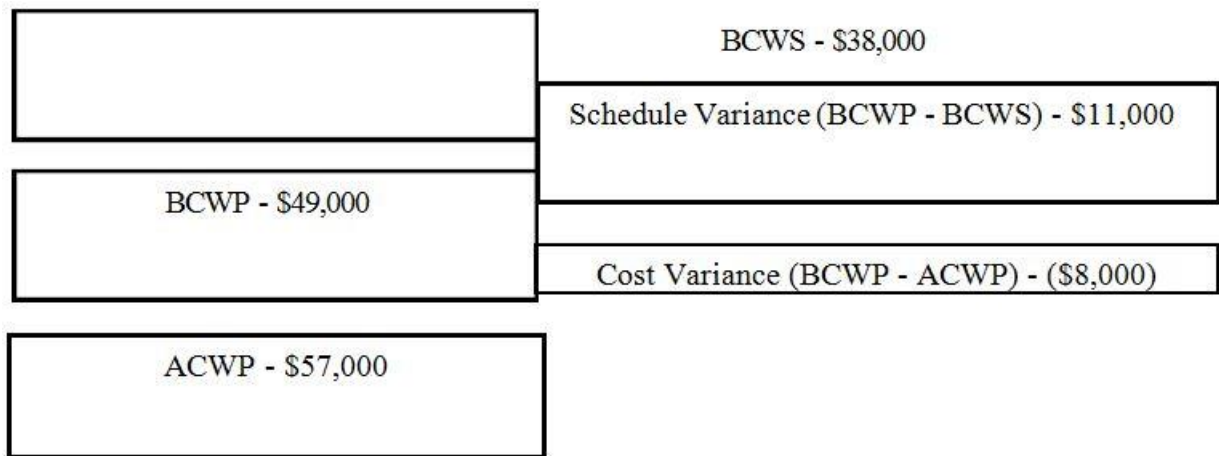 BCWS - $38,000
Schedule Variance (BCWP - BCWS) - $11,000
BCWP - $49,000
Cost Variance (BCWP - ACWP) - ($8,000)
ACWP - $57,000